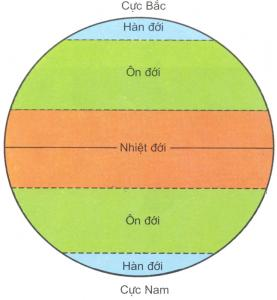 Cực Bắc
Hàn đới
Ôn đới
Nhiệt đới
Ôn đới
Hàn đới
Cực Nam